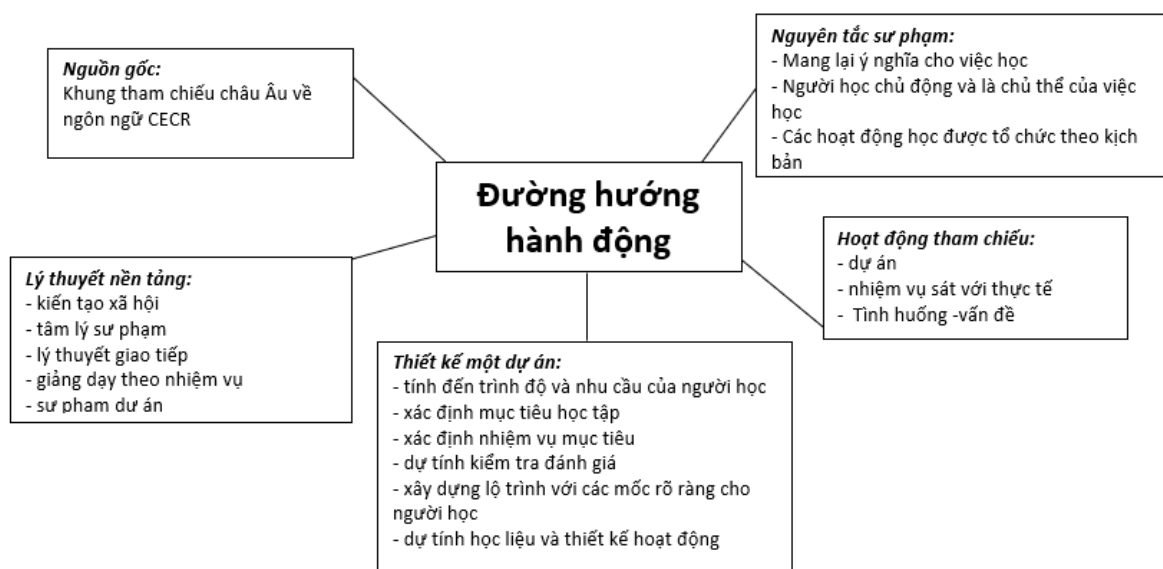 Nguồn gốc:
Khung tham chiếu châu Âu về
ngôn ngữ CECR
Nguyên tắc sư phạm:
- Mang lại ý nghĩa cho việc học
- Người học chủ động và là chủ thể của việc
học
- Các hoạt động học được tổ chức theo kịch
bản
Đường hướng
hành động
Lý thuyết nền tảng:
- kiến tạo xã hội
- tâm lý sư phạm
- lý thuyết giao tiếp
- giảng dạy theo nhiệm vụ
- sư pham dư án
Hoạt động tham chiếu:
- dự án
- nhiệm vụ sát với thực tế
- Tình huống -vấn đề
Thiết kế một dự án:
- tính đến trình độ và nhu cầu của người học
- xác định mục tiêu học tập
- xác định nhiệm vụ mục tiêu
- dự tính kiểm tra đánh giá
- xây dựng lộ trình với các mốc rõ ràng cho
người học
- dự tính học liệu và thiết kế hoạt động